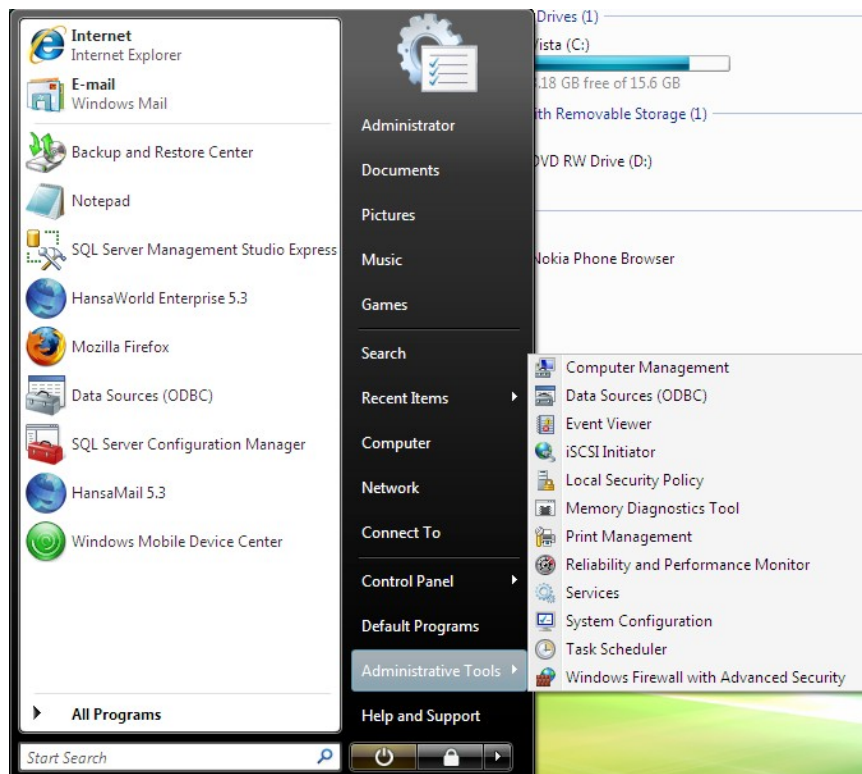 Internet
Internet Explorer
E-mail
Windows Mail
Backup and Restore Center
Notepad
SQL Server Management Studio Express
HansaWorld Enterprise 5.3
Mozilla Firefox
Data Sources (ODBC)
SQL Server Configuration Manager
HansaMail 5.3
Windows Mobile Device Center
All Programs
Start Search
Administrator
Documents
Pictures
Music
Games
Search
Recent Items
Computer
Network
Connect To
Control Panel
Default Programs
Administrative Tools
Help and Support
Drives (1)
ista (C:)
.18 GB free of 15.6 GB
ith Removable Storage (1)
DVD RW Drive (D:)
Nokia Phone Browser
Computer Management
Data Sources (ODBC)
Event Viewer
iSCSI Initiator
Local Security Policy
Memory Diagnostics Tool
Print Management
Reliability and Performance Monitor
Services
System Configuration
Task Scheduler
Windows Firewall with Advanced Security